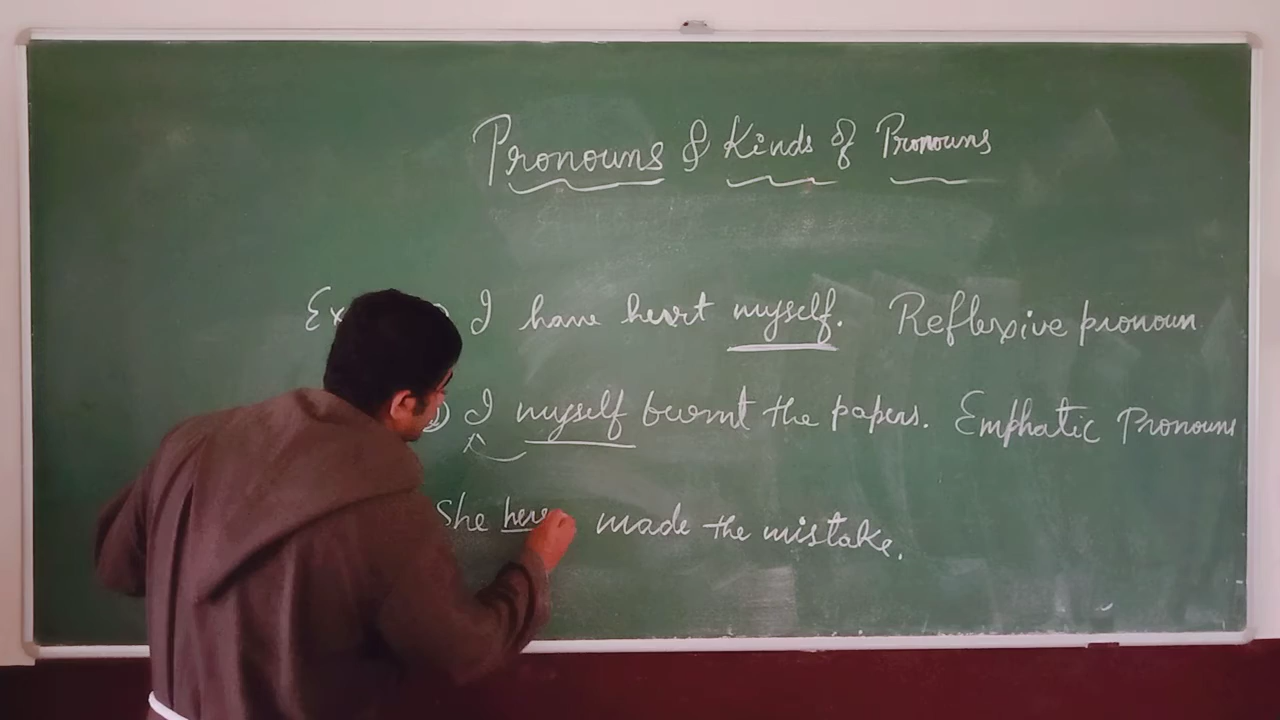 Pronouns & Kinds of Pronouns
I have hurt myself. Reflexive pronoun
I myself burnt the papers. Emphatic Pronouns
She made the mistake.